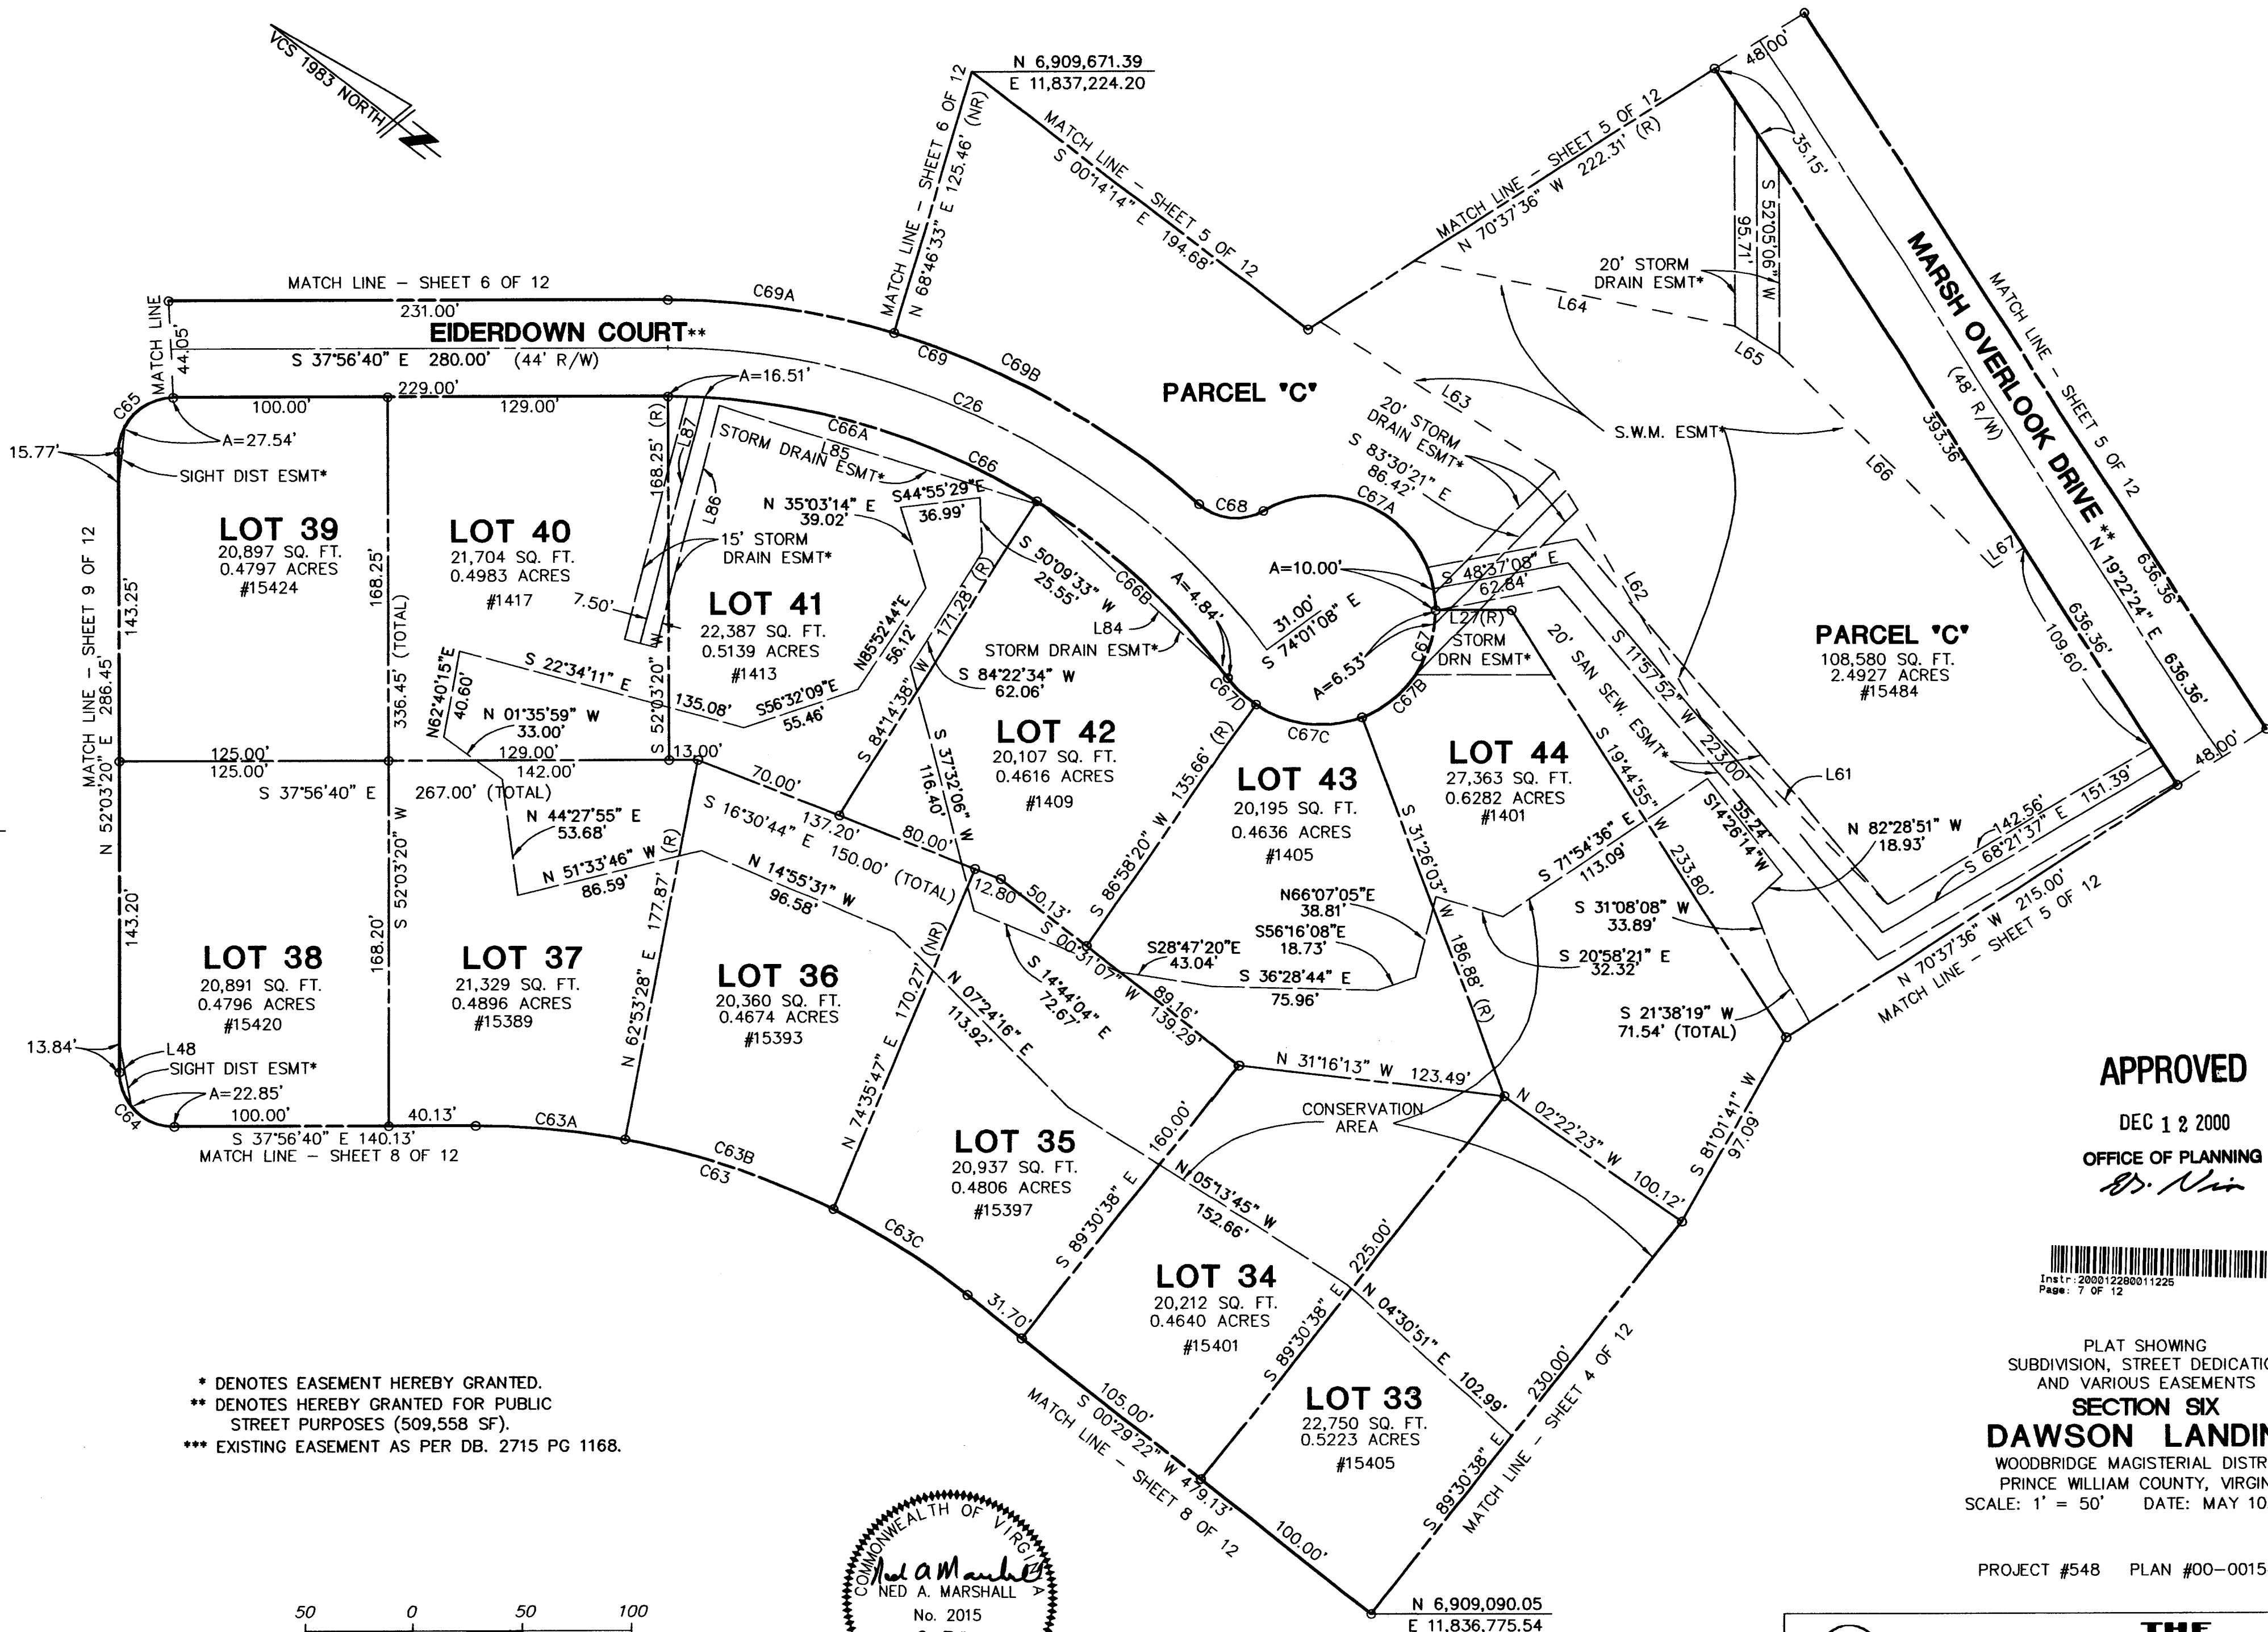 VCS 1983 NORTH
N 6,909,671.39
E 11,837,224.20
MATCH LINE – SHEET 6 OF 12
N 68°46'33" E 125.46' (NR)
MATCH LINE – SHEET 5 OF 12
S 00°14'14" E 194.68'
MATCH LINE – SHEET 5 OF 12
N 70°37'36" W 222.31' (R)
48.00'
35.15'
MATCH LINE – SHEET 5 OF 12
MARSH OVERLOOK DRIVE**
(48' R/W)
N 19°22'24" E 636.36'
636.36'
636.36'
393.36'
109.60'
48.00'
S 52°05'06" W
95.71'
20' STORM
DRAIN ESMT*
L64
L65
L66
L67
L63
L62
L61
S.W.M. ESMT*
MATCH LINE – SHEET 6 OF 12
231.00'
EIDERDOWN COURT**
S 37°56'40" E 280.00' (44' R/W)
MATCH LINE
44.05'
229.00'
100.00'
129.00'
A=16.51'
C69A
C69
C69B
C26
C66A
C66
C66B
C68
C67A
C67
C67B
C67C
C67D
C65
A=27.54'
15.77'
SIGHT DIST ESMT*
PARCEL "C"
20' STORM
DRAIN ESMT*
S 83°30'21" E
86.42'
STORM DRAIN ESMT*
L85
L87
L86
168.25' (R)
S 52°03'20" W
15' STORM
DRAIN ESMT*
7.50'
N 35°03'14" E
39.02'
S44°55'29"E
36.99'
S 50°09'33" W
25.55'
L84
STORM DRAIN ESMT*
A=4.84'
A=10.00'
A=6.53'
31.00'
S 74°01'08" E
S 48°37'08" E
62.84'
L27(R)
STORM
DRN ESMT*
20' SAN SEW. ESMT*
S 11°57'52" W
223.00'
MATCH LINE – SHEET 9 OF 12
N 52°03'20" E 286.45'
143.25'
143.20'
LOT 39
20,897 SQ. FT.
0.4797 ACRES
#15424
168.25'
336.45' (TOTAL)
LOT 40
21,704 SQ. FT.
0.4983 ACRES
#1417
LOT 41
22,387 SQ. FT.
0.5139 ACRES
#1413
N85°52'44"E
56.12'
S56°32'09"E
55.46'
S 22°34'11" E
135.08'
N62°40'15"E
40.60'
N 01°35'59" W
33.00'
S 84°14'38" W 171.28' (R)
S 84°22'34" W
62.06'
LOT 42
20,107 SQ. FT.
0.4616 ACRES
#1409
S 37°32'06" W
116.40'
S 86°58'20" W 135.66' (R)
LOT 43
20,195 SQ. FT.
0.4636 ACRES
#1405
LOT 44
27,363 SQ. FT.
0.6282 ACRES
#1401
PARCEL "C"
108,580 SQ. FT.
2.4927 ACRES
#15484
125.00'
125.00'
129.00'
142.00'
S 37°56'40" E 267.00' (TOTAL)
13.00'
70.00'
137.20'
80.00'
S 16°30'44" E 150.00' (TOTAL)
12.80
50.13'
S 00°31'07" W
89.16'
139.29'
S 31°26'03" W 186.88' (R)
S 19°44'55" W 233.80'
S 71°54'36" E
113.09'
S14°26'14"W
55.24'
N 82°28'51" W
18.93'
142.56'
S 68°21'37" E 151.39'
N 70°37'36" W 215.00'
MATCH LINE – SHEET 5 OF 12
N66°07'05"E
38.81'
S56°16'08"E
18.73'
S28°47'20"E
43.04'
S 36°28'44" E
75.96'
S 31°08'08" W
33.89'
S 20°58'21" E
32.32'
S 21°38'19" W
71.54' (TOTAL)
N 44°27'55" E
53.68'
N 51°33'46" W
86.59'
N 14°55'31" W
96.58'
S 14°44'04" E
72.67'
N 07°24'16" E
113.92'
S 52°03'20" W
168.20'
LOT 38
20,891 SQ. FT.
0.4796 ACRES
#15420
LOT 37
21,329 SQ. FT.
0.4896 ACRES
#15389
N 62°53'28" E 177.87' (R)
LOT 36
20,360 SQ. FT.
0.4674 ACRES
#15393
N 74°35'47" E 170.27' (NR)
13.84'
L48
SIGHT DIST ESMT*
A=22.85'
C64
100.00'
40.13'
S 37°56'40" E 140.13'
MATCH LINE – SHEET 8 OF 12
C63A
C63B
C63
C63C
31.70'
LOT 35
20,937 SQ. FT.
0.4806 ACRES
#15397
S 89°30'38" E 160.00'
N 31°16'13" W 123.49'
CONSERVATION
AREA
N 02°22'23" W 100.12'
S 81°01'41" W
97.09'
N 05°13'45" W
152.66'
LOT 34
20,212 SQ. FT.
0.4640 ACRES
#15401
S 89°30'38" E 225.00'
N 04°30'51" E 102.99'
LOT 33
22,750 SQ. FT.
0.5223 ACRES
#15405
S 89°30'38" E 230.00'
MATCH LINE – SHEET 4 OF 12
105.00'
S 00°29'22" W 479.13'
MATCH LINE – SHEET 8 OF 12
100.00'
N 6,909,090.05
E 11,836,775.54
* DENOTES EASEMENT HEREBY GRANTED.
** DENOTES HEREBY GRANTED FOR PUBLIC
STREET PURPOSES (509,558 SF).
*** EXISTING EASEMENT AS PER DB. 2715 PG 1168.
50 0 50 100
COMMONWEALTH OF VIRGINIA
Ned A Marshall
NED A. MARSHALL
No. 2015
APPROVED
DEC 12 2000
OFFICE OF PLANNING
Instr:200012280011225
Page: 7 OF 12
PLAT SHOWING
SUBDIVISION, STREET DEDICATIO
AND VARIOUS EASEMENTS
SECTION SIX
DAWSON LANDIN
WOODBRIDGE MAGISTERIAL DISTR
PRINCE WILLIAM COUNTY, VIRGIN
SCALE: 1' = 50' DATE: MAY 10
PROJECT #548 PLAN #00-0015
THE